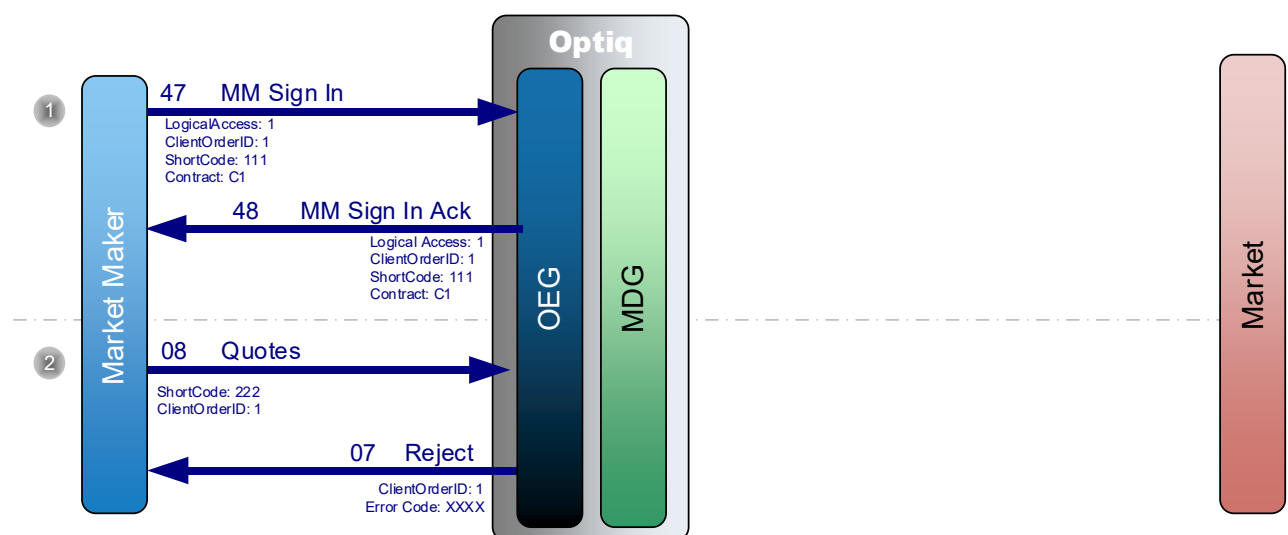 Optiq
1
47 MM Sign In
LogicalAccess: 1
ClientOrderID: 1
ShortCode: 111
Contract: C1
48 MM Sign In Ack
Logical Access: 1
ClientOrderID: 1
ShortCode: 111
Contract: C1
Market Maker
OEG
MDG
Market
2
08 Quotes
ShortCode: 222
ClientOrderID: 1
07 Reject
ClientOrderID: 1
Error Code: XXXX